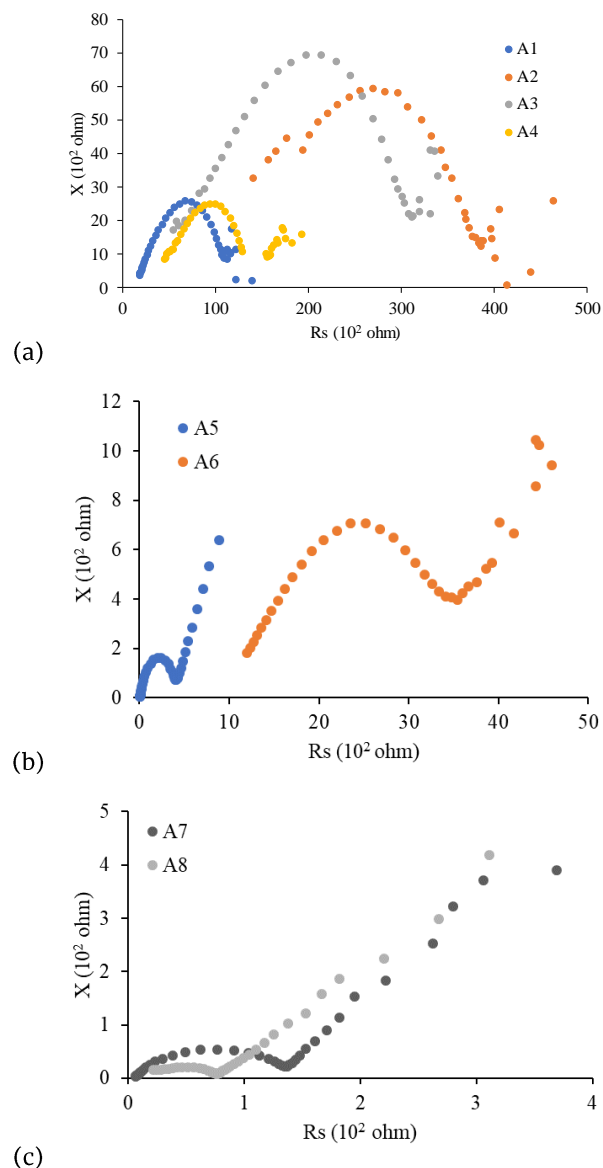 80
70
60
50
40
30
20
10
0
X (10² ohm)
A1
A2
A3
A4
0 100 200 300 400 500
Rs (10² ohm)
(a)
12
10
8
6
4
2
0
X (10² ohm)
A5
A6
0 10 20 30 40 50
Rs (10² ohm)
(b)
5
4
3
2
1
0
X (10² ohm)
A7
A8
0 1 2 3 4
Rs (10² ohm)
(c)